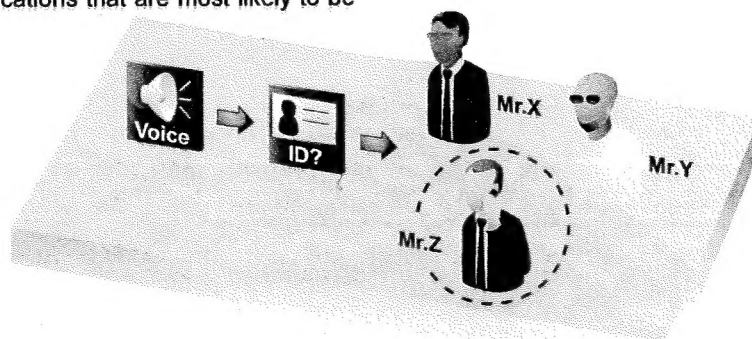 cations that are most likely to be
Voice
ID?
Mr.X
Mr.Y
Mr.Z